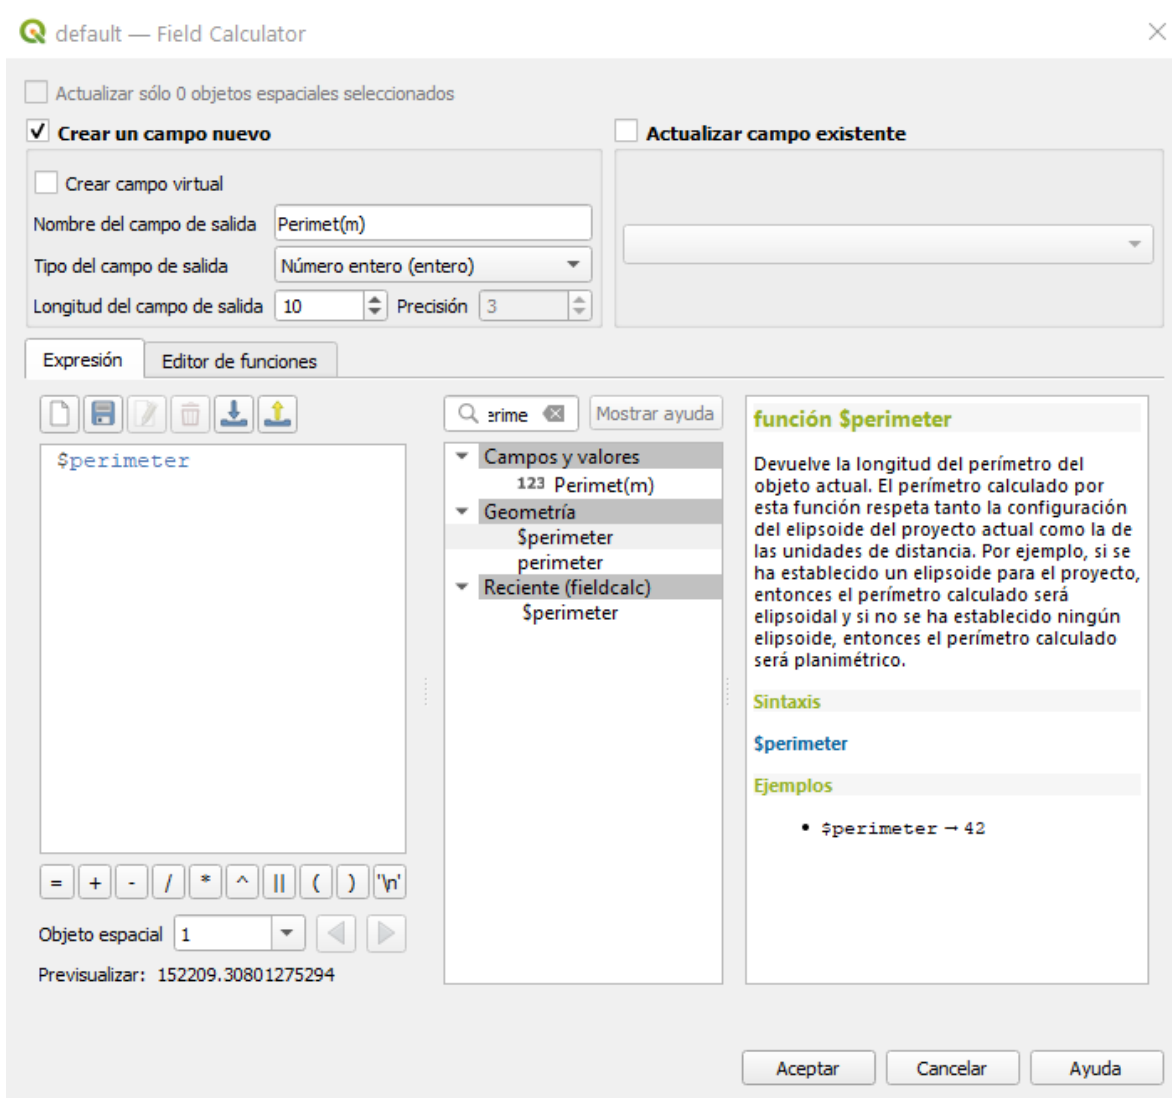 default — Field Calculator
Actualizar sólo 0 objetos espaciales seleccionados
Crear un campo nuevo
Actualizar campo existente
Crear campo virtual
Nombre del campo de salida Perimet(m)
Tipo del campo de salida Número entero (entero)
Longitud del campo de salida 10 Precisión 3
Expresión Editor de funciones
$perimeter
= + - / * ^ || ( ) '\n'
Objeto espacial 1
Previsualizar: 152209.30801275294
erime Mostrar ayuda
Campos y valores
123 Perimet(m)
Geometría
$perimeter
perimeter
Reciente (fieldcalc)
$perimeter
función $perimeter
Devuelve la longitud del perímetro del
objeto actual. El perímetro calculado por
esta función respeta tanto la configuración
del elipsoide del proyecto actual como la de
las unidades de distancia. Por ejemplo, si se
ha establecido un elipsoide para el proyecto,
entonces el perímetro calculado será
elipsoidal y si no se ha establecido ningún
elipsoide, entonces el perímetro calculado
será planimétrico.
Sintaxis
$perimeter
Ejemplos
• $perimeter → 42
Aceptar Cancelar Ayuda